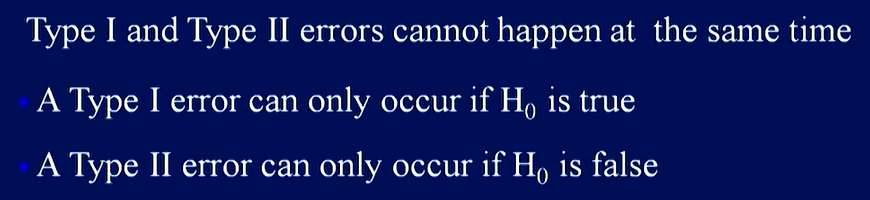 Type I and Type II errors cannot happen at the same time
• A Type I error can only occur if H₀ is true
• A Type II error can only occur if H₀ is false